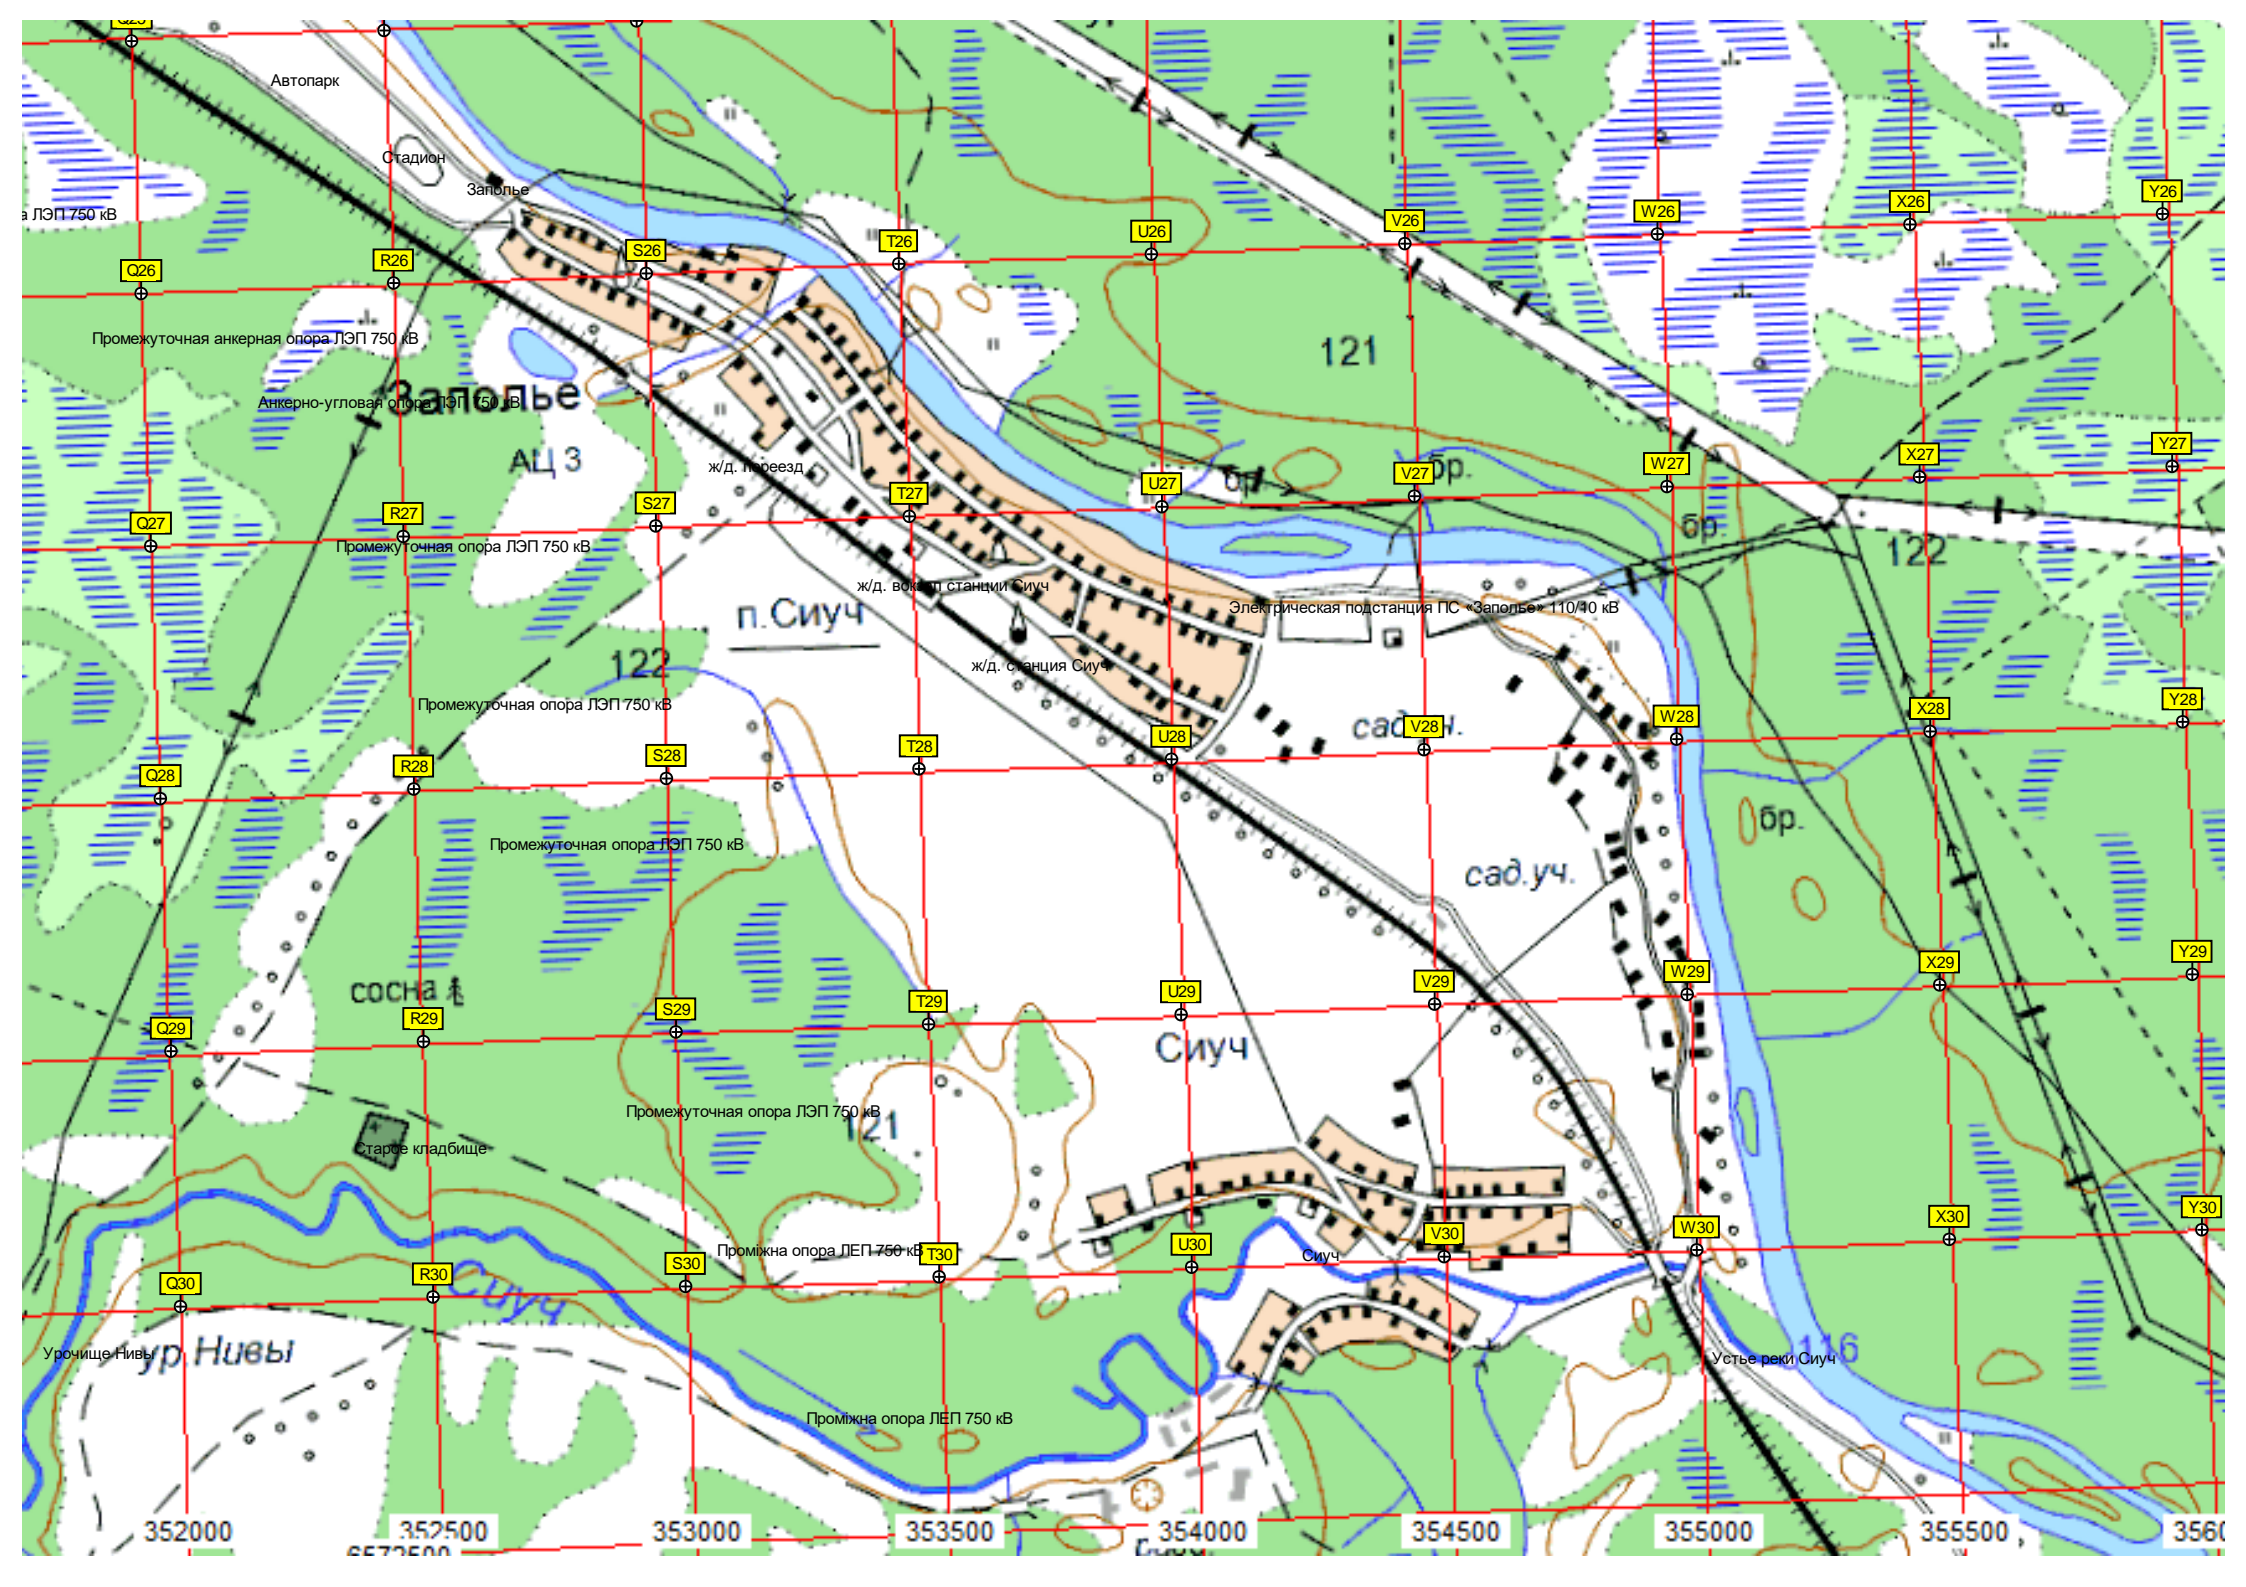 Автопарк
Стадион
Заполье
а ЛЭП 750 кВ
Y26
X26
W26
V26
U26
T26
S26
R26
Q26
Промежуточная анкерная опора ЛЭП 750 кВ
121
Заполье
Анкерно-угловая опора ЛЭП 750 кВ
АЦ 3
ж/д. переезд
бр.
Y27
X27
W27
V27
U27
T27
S27
R27
Q27
бр.
122
Промежуточная опора ЛЭП 750 кВ
ж/д. вокзал станции Сиуч
п.Сиуч
Электрическая подстанция ПС «Заполье» 110/10 кВ
122
ж/д. станция Сиуч
Промежуточная опора ЛЭП 750 кВ
Y28
X28
W28
V28
U28
T28
S28
R28
Q28
бр.
Промежуточная опора ЛЭП 750 кВ
сад.уч.
сосна
Y29
X29
W29
V29
U29
T29
S29
R29
Q29
Сиуч
Промежуточная опора ЛЭП 750 кВ
121
Старое кладбище
Y30
X30
W30
V30
U30
T30
S30
R30
Q30
Проміжна опора ЛЕП 750 кВ
Сиуч
Сиуч
ур.Нивы
Урочище Нивы
116
Устье реки Сиуч
Проміжна опора ЛЕП 750 кВ
352000
352500
353000
353500
354000
354500
355000
355500
3560
6572500